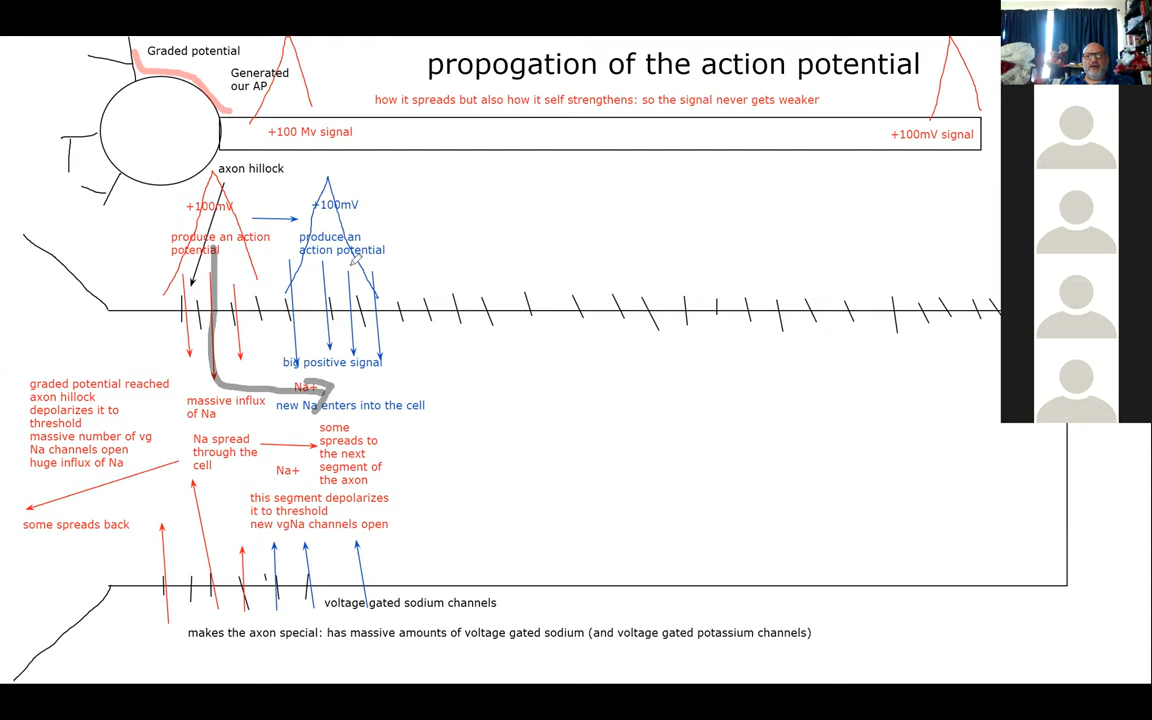 Graded potential
Generated
our AP
propogation of the action potential
how it spreads but also how it self strengthens: so the signal never gets weaker
+100 Mv signal
+100mV signal
axon hillock
+100mV
+100mV
produce an action
potential
produce an
action potential
big positive signal
Na+
new Na enters into the cell
graded potential reached
axon hillock
depolarizes it to
threshold
massive number of vg
Na channels open
huge influx of Na
massive influx
of Na
Na spread
through the
cell
some
spreads to
the next
segment of
the axon
Na+
this segment depolarizes
it to threshold
new vgNa channels open
some spreads back
voltage gated sodium channels
makes the axon special: has massive amounts of voltage gated sodium (and voltage gated potassium channels)